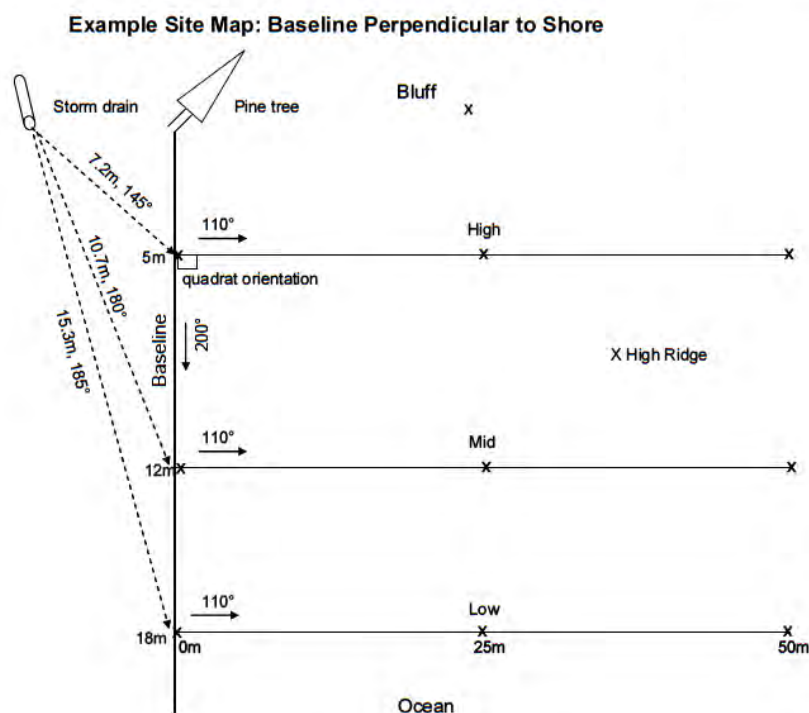 Example Site Map: Baseline Perpendicular to Shore
Storm drain
Pine tree
Bluff
x
7.2m, 145°
110°
High
5m
x
x
x
quadrat orientation
10.7m, 180°
200°
Baseline
15.3m, 185°
X High Ridge
110°
Mid
12m
x
x
x
110°
Low
18m
x
x
x
0m
25m
50m
Ocean